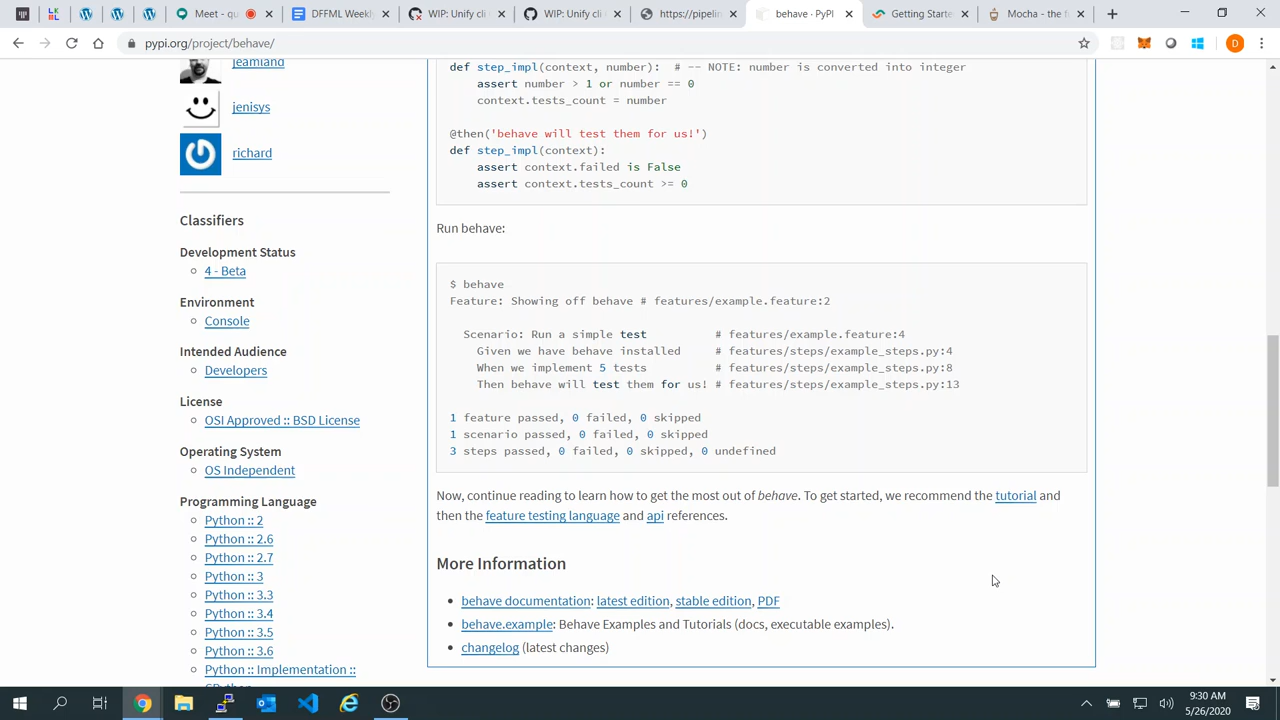 Meet - qu
DFFML Weekly
WIP: Unify cli
WIP: Unify cli
https://pipel
behave · PyPI
Getting Starte
Mocha - the f
pypi.org/project/behave/
D
jeamland
jenisys
richard
Classifiers
Development Status
4 - Beta
Environment
Console
Intended Audience
Developers
License
OSI Approved :: BSD License
Operating System
OS Independent
Programming Language
Python :: 2
Python :: 2.6
Python :: 2.7
Python :: 3
Python :: 3.3
Python :: 3.4
Python :: 3.5
Python :: 3.6
Python :: Implementation ::
def step_impl(context, number):  # -- NOTE: number is converted into integer
assert number > 1 or number == 0
context.tests_count = number
@then('behave will test them for us!')
def step_impl(context):
assert context.failed is False
assert context.tests_count >= 0
Run behave:
$ behave
Feature: Showing off behave # features/example.feature:2
Scenario: Run a simple test          # features/example.feature:4
Given we have behave installed     # features/steps/example_steps.py:4
When we implement 5 tests          # features/steps/example_steps.py:8
Then behave will test them for us! # features/steps/example_steps.py:13
1 feature passed, 0 failed, 0 skipped
1 scenario passed, 0 failed, 0 skipped
3 steps passed, 0 failed, 0 skipped, 0 undefined
Now, continue reading to learn how to get the most out of behave. To get started, we recommend the tutorial and
then the feature testing language and api references.
More Information
behave documentation: latest edition, stable edition, PDF
behave.example: Behave Examples and Tutorials (docs, executable examples).
changelog (latest changes)
9:30 AM
5/26/2020